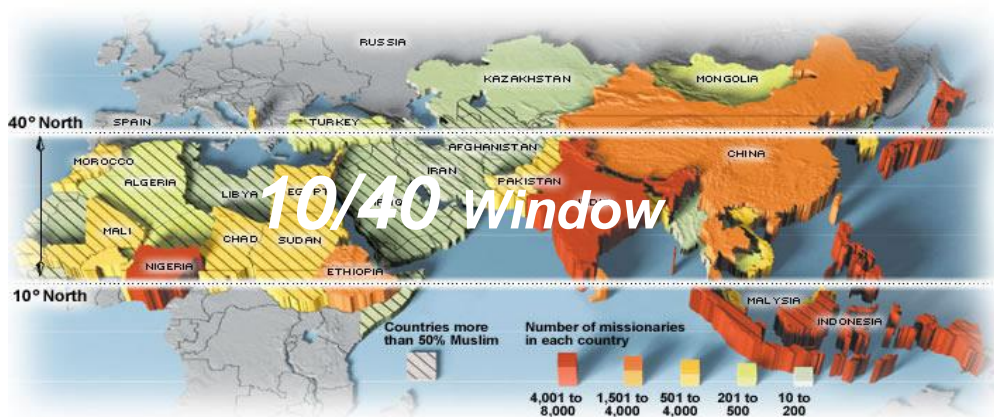 RUSSIA
KAZAKHSTAN
MONGOLIA
40° North
SPAIN
TURKEY
AFGHANISTAN
MOROCCO
CHINA
IRAN
ALGERIA
PAKISTAN
LIBYA
EGYPT
10/40 Window
MALI
CHAD
SUDAN
NIGERIA
ETHIOPIA
10° North
MALYSIA
INDONESIA
Countries more
than 50% Muslim
Number of missionaries
in each country
4,001 to
8,000
1,501 to
4,000
501 to
4,000
201 to
500
10 to
200